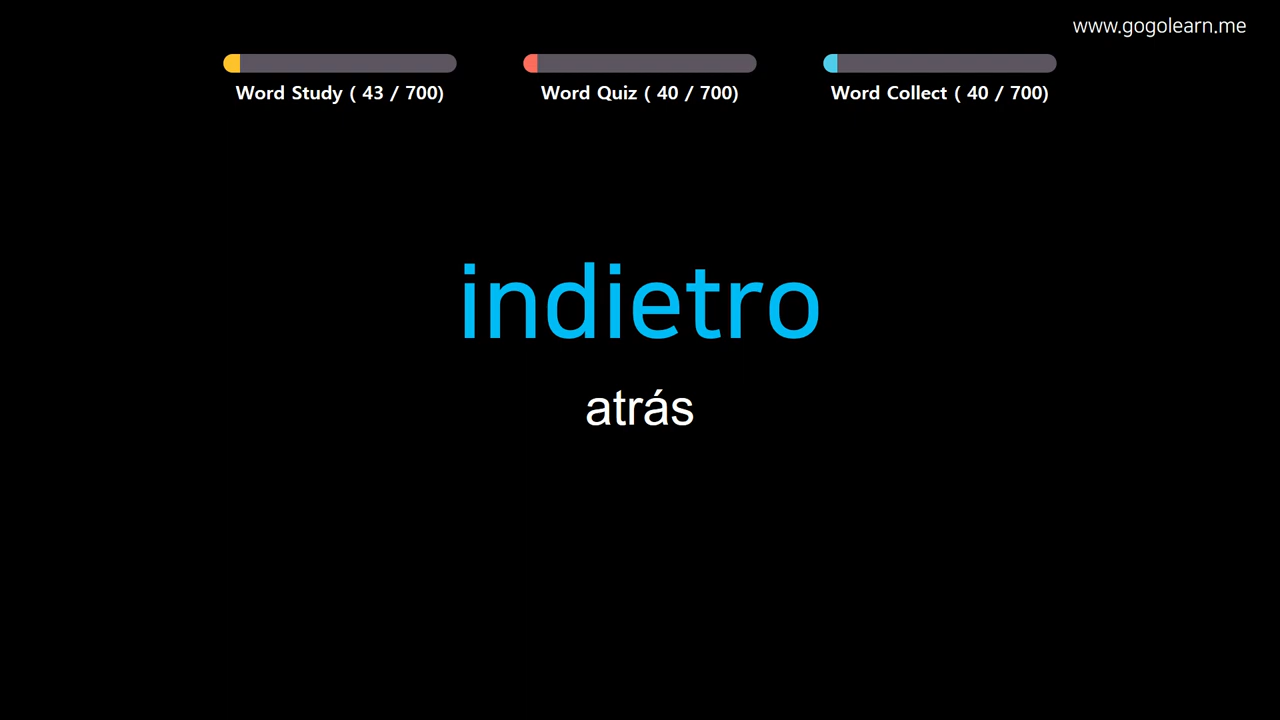 www.gogolearn.me
Word Study ( 43 / 700)
Word Quiz ( 40 / 700)
Word Collect ( 40 / 700)
indietro
atrás